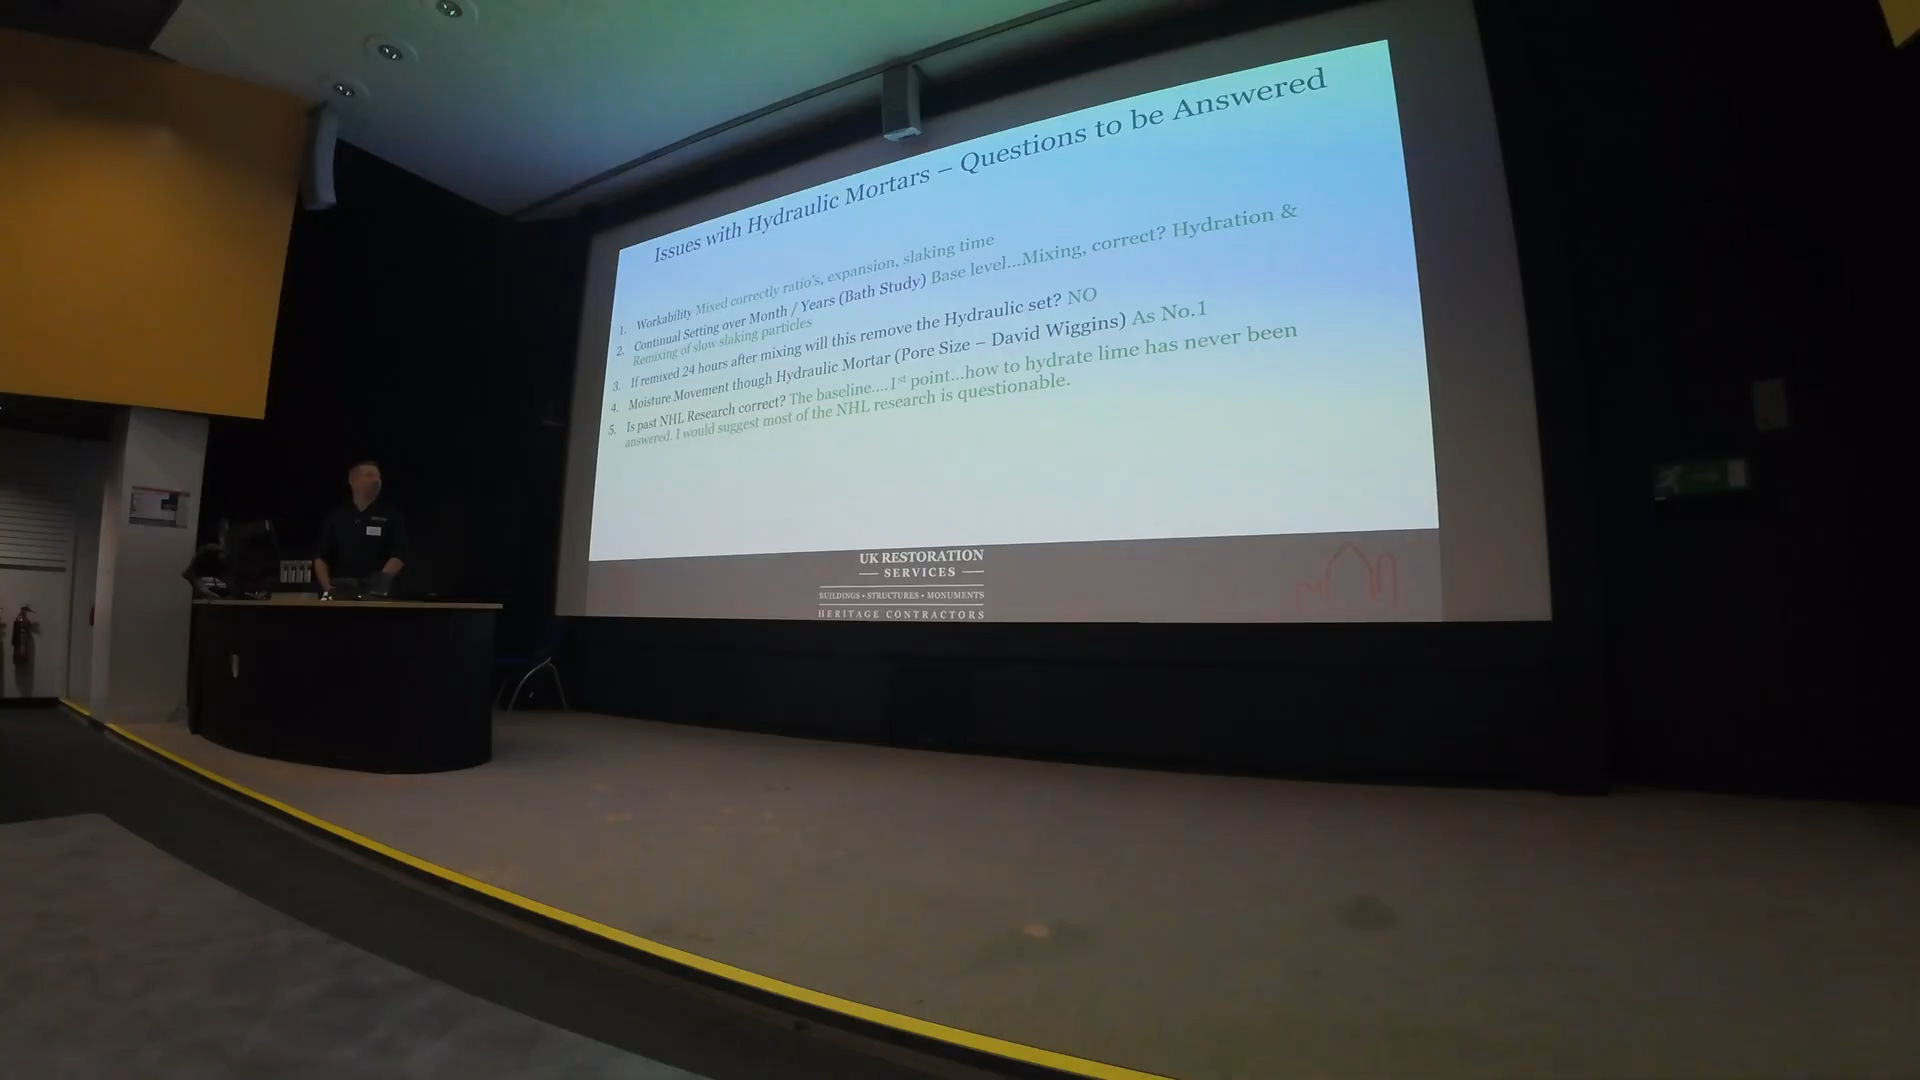 Issues with Hydraulic Mortars – Questions to be Answered
1. Workability Mixed correctly ratio's, expansion, slaking time
2. Continual Setting over Month / Years (Bath Study) Base level...Mixing, correct? Hydration &
Remixing of slow slaking particles
3. If remixed 24 hours after mixing will this remove the Hydraulic set? NO
4. Moisture Movement though Hydraulic Mortar (Pore Size – David Wiggins) As No.1
5. Is past NHL Research correct? The baseline....1st point...how to hydrate lime has never been
answered. I would suggest most of the NHL research is questionable.
UK RESTORATION
SERVICES
BUILDINGS • STRUCTURES • MONUMENTS
HERITAGE CONTRACTORS